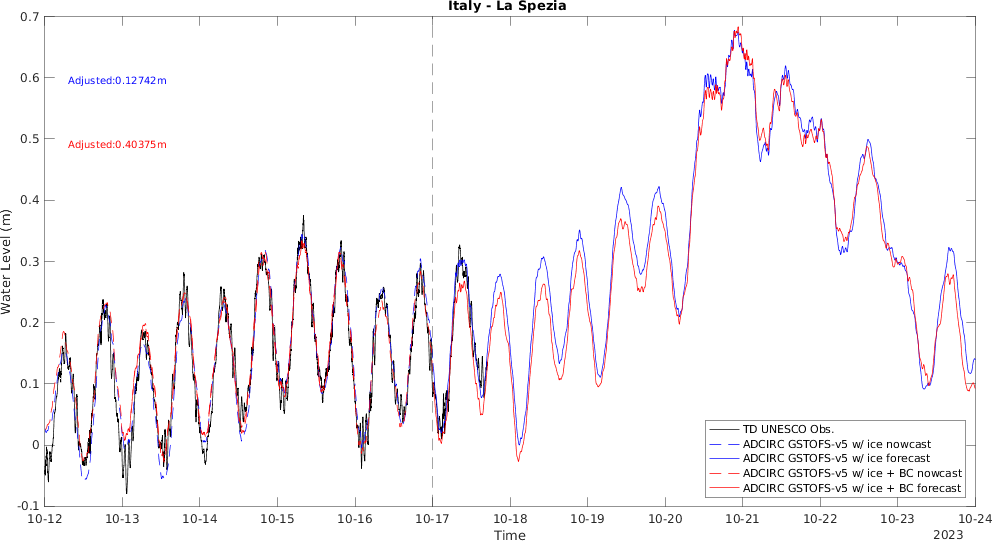 Italy - La Spezia
0.7
0.6
0.5
0.4
0.3
0.2
0.1
0
-0.1
Water Level (m)
Adjusted:0.12742m
Adjusted:0.40375m
TD UNESCO Obs.
ADCIRC GSTOFS-v5 w/ ice nowcast
ADCIRC GSTOFS-v5 w/ ice forecast
ADCIRC GSTOFS-v5 w/ ice + BC nowcast
ADCIRC GSTOFS-v5 w/ ice + BC forecast
10-12 10-13 10-14 10-15 10-16 10-17 10-18 10-19 10-20 10-21 10-22 10-23 10-24
Time
2023